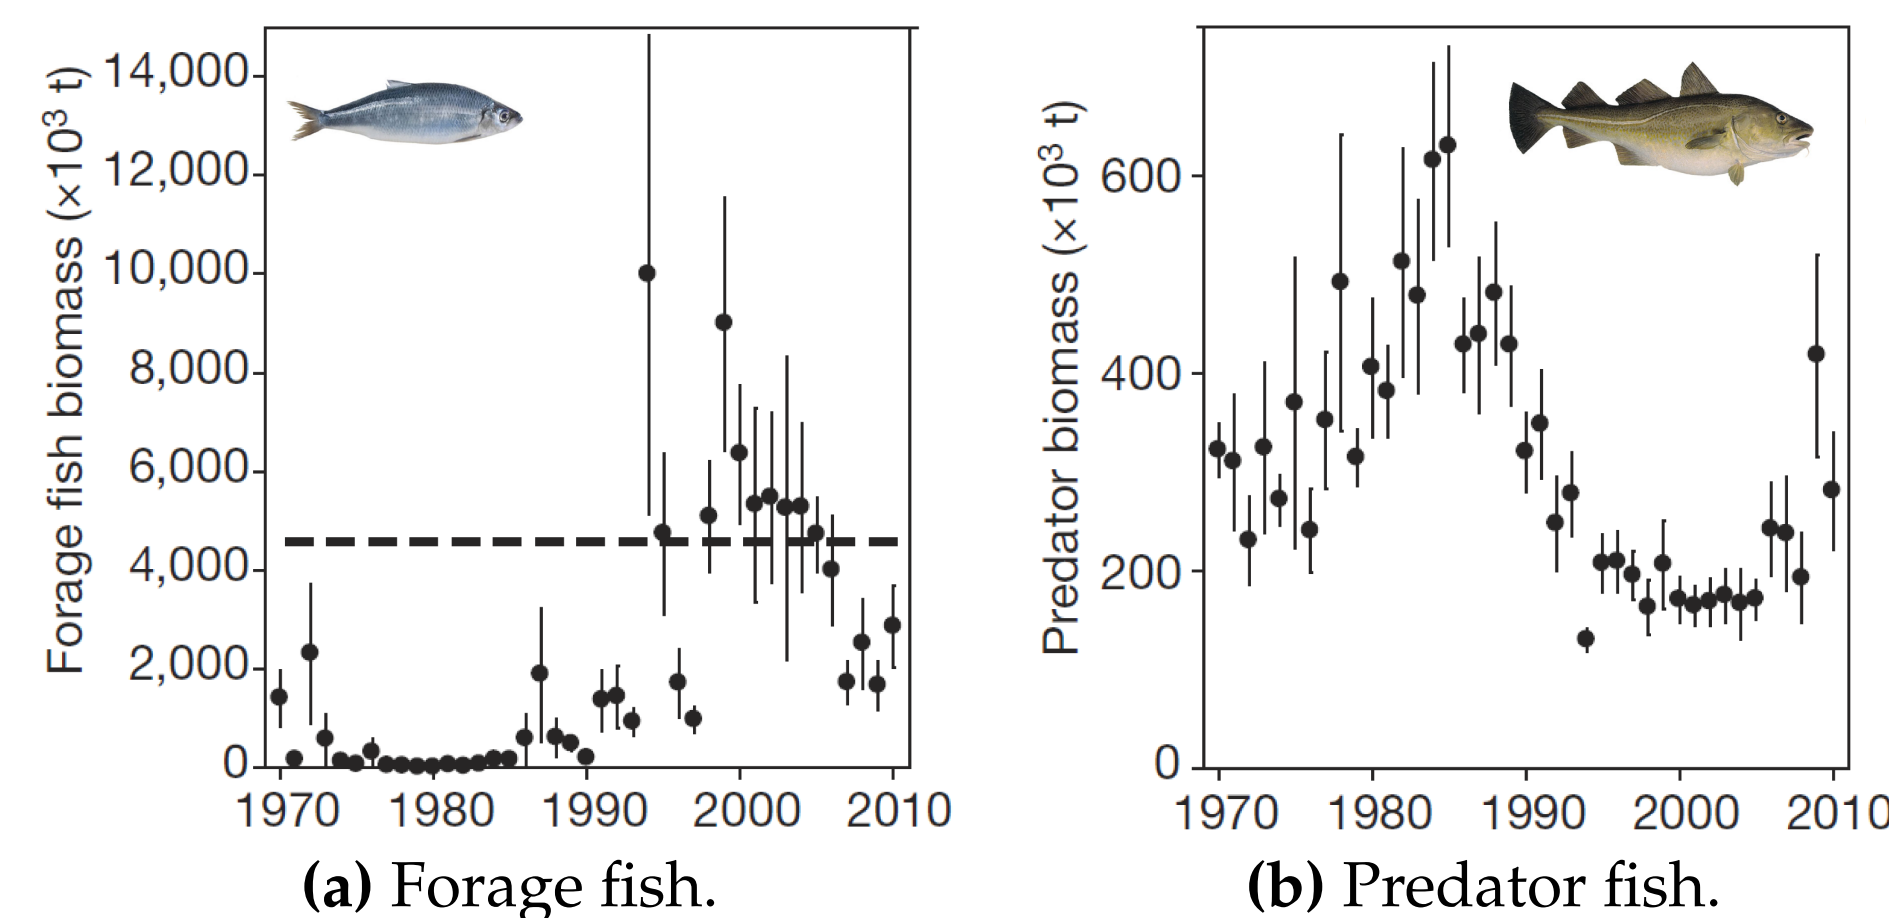 Forage fish biomass (×10³ t)
14,000
12,000
10,000
8,000
6,000
4,000
2,000
0
1970 1980 1990 2000 2010
(a) Forage fish.
Predator biomass (×10³ t)
600
400
200
0
1970 1980 1990 2000 2010
(b) Predator fish.